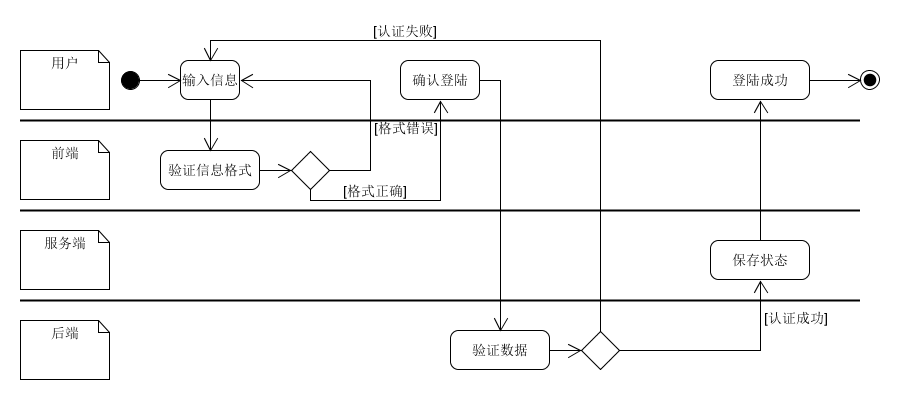 [认证失败]
用户
输入信息
确认登陆
登陆成功
[格式错误]
前端
验证信息格式
[格式正确]
服务端
保存状态
[认证成功]
后端
验证数据